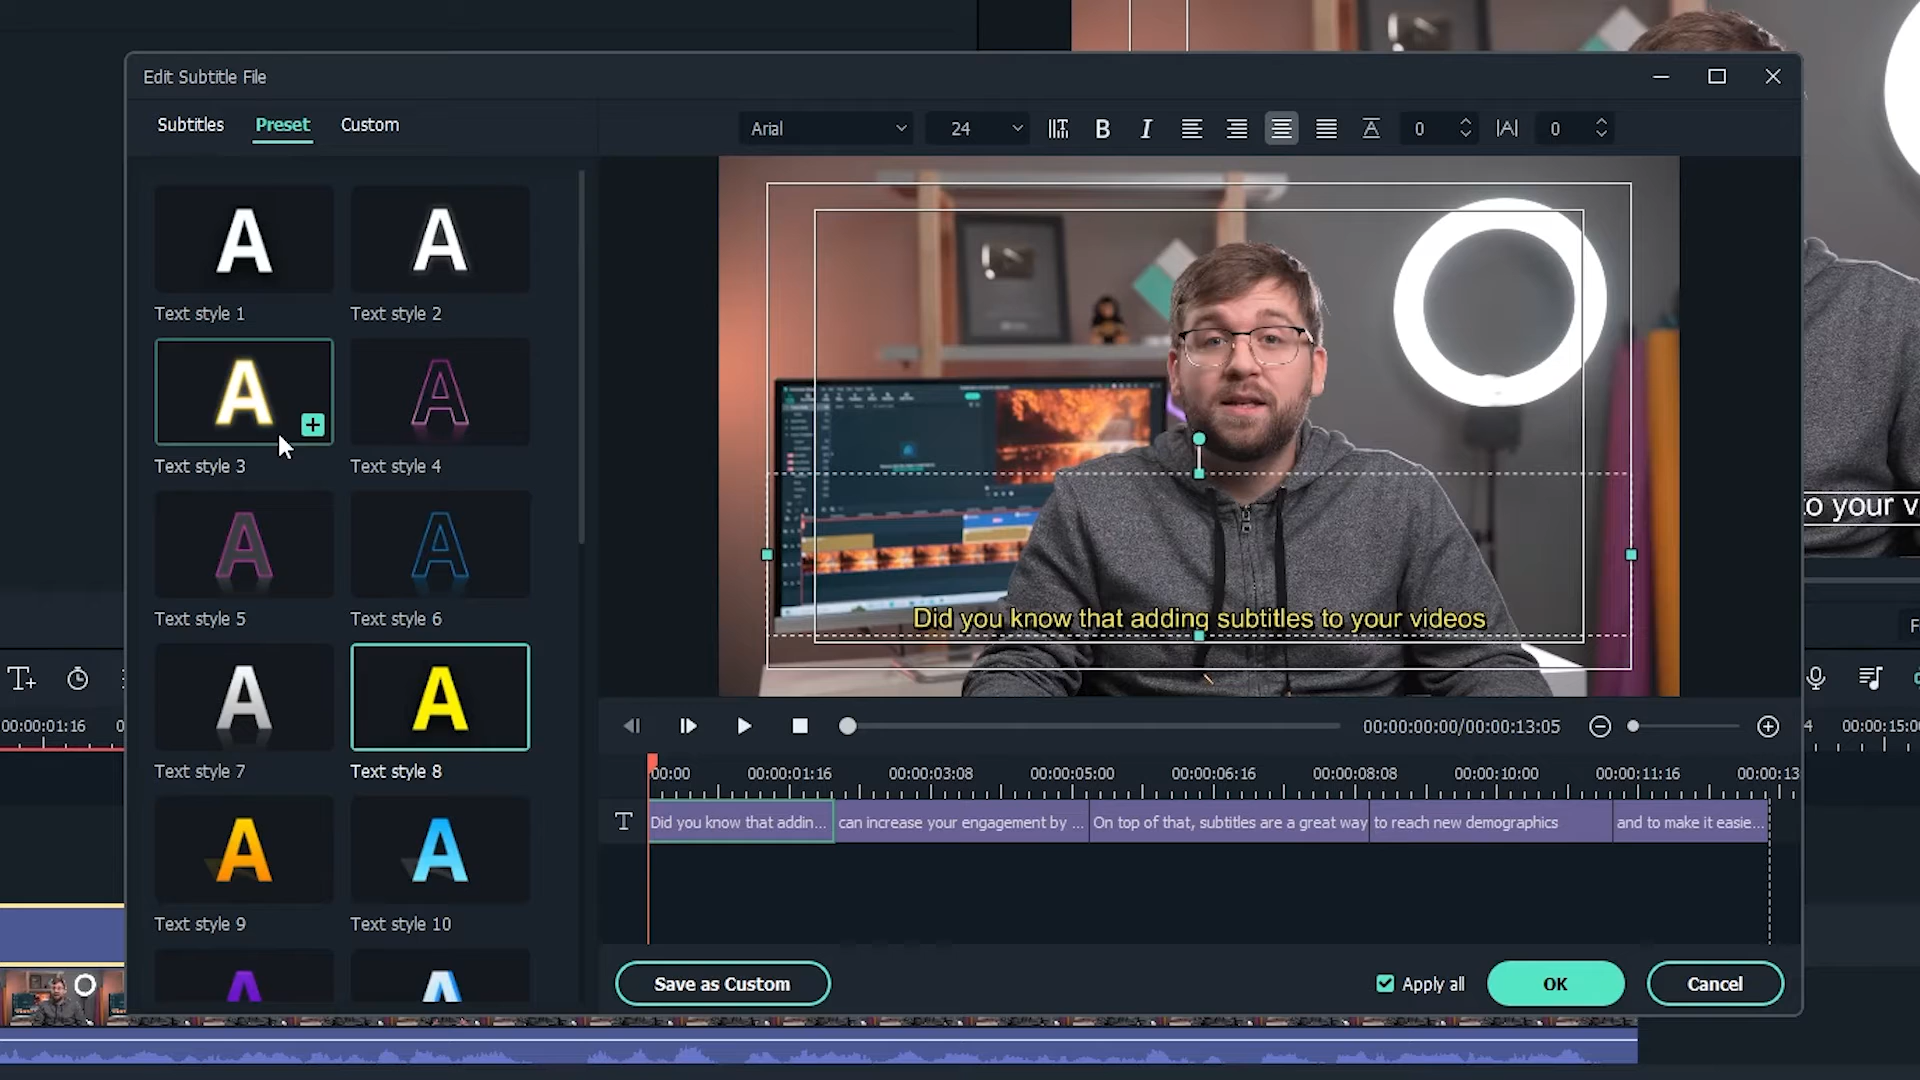 Edit Subtitle File
Subtitles Preset Custom
Arial 24 B I 0 0
Text style 1 Text style 2
Text style 3 Text style 4
Text style 5 Text style 6
Text style 7 Text style 8
Text style 9 Text style 10
Did you know that adding subtitles to your videos
o your v
F
00:00:00:00/00:00:13:05
00:00:01:16 0
4 00:00:15:0
00:00 00:00:01:16 00:00:03:08 00:00:05:00 00:00:06:16 00:00:08:08 00:00:10:00 00:00:11:16 00:00:13
T Did you know that addin... can increase your engagement by ... On top of that, subtitles are a great way to reach new demographics and to make it easie...
Save as Custom Apply all OK Cancel